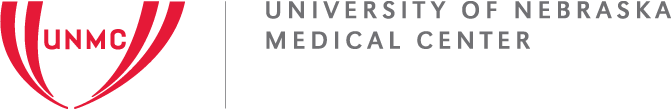 UNMC
UNIVERSITY OF NEBRASKA
MEDICAL CENTER